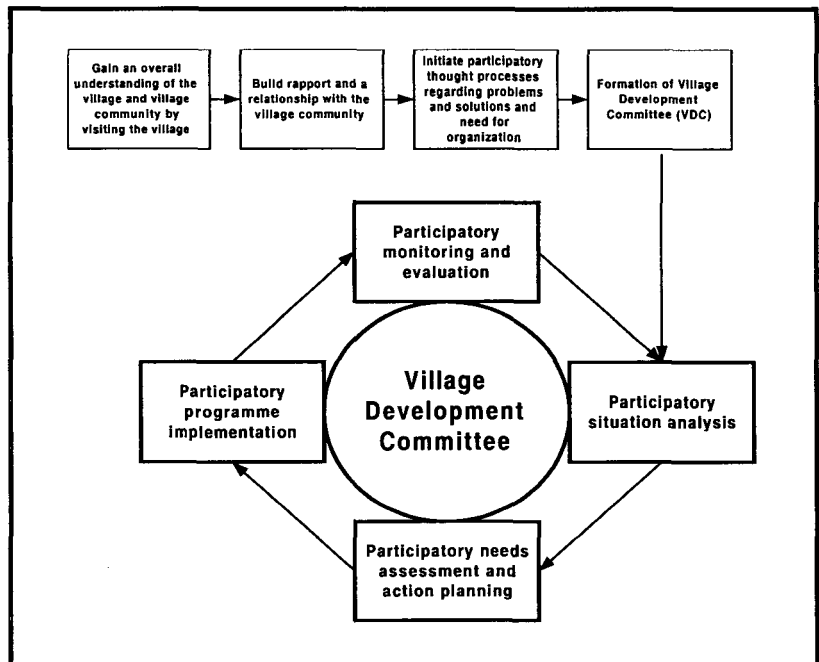 Gain an overall
understanding of the
village and village
community by
visiting the village
Build rapport and a
relationship with the
village community
Initiate participatory
thought processes
regarding problems
and solutions and
need for
organization
Formation of Village
Development
Committee (VDC)
Participatory
monitoring and
evaluation
Participatory
situation analysis
Participatory needs
assessment and
action planning
Participatory
programme
implementation
Village
Development
Committee